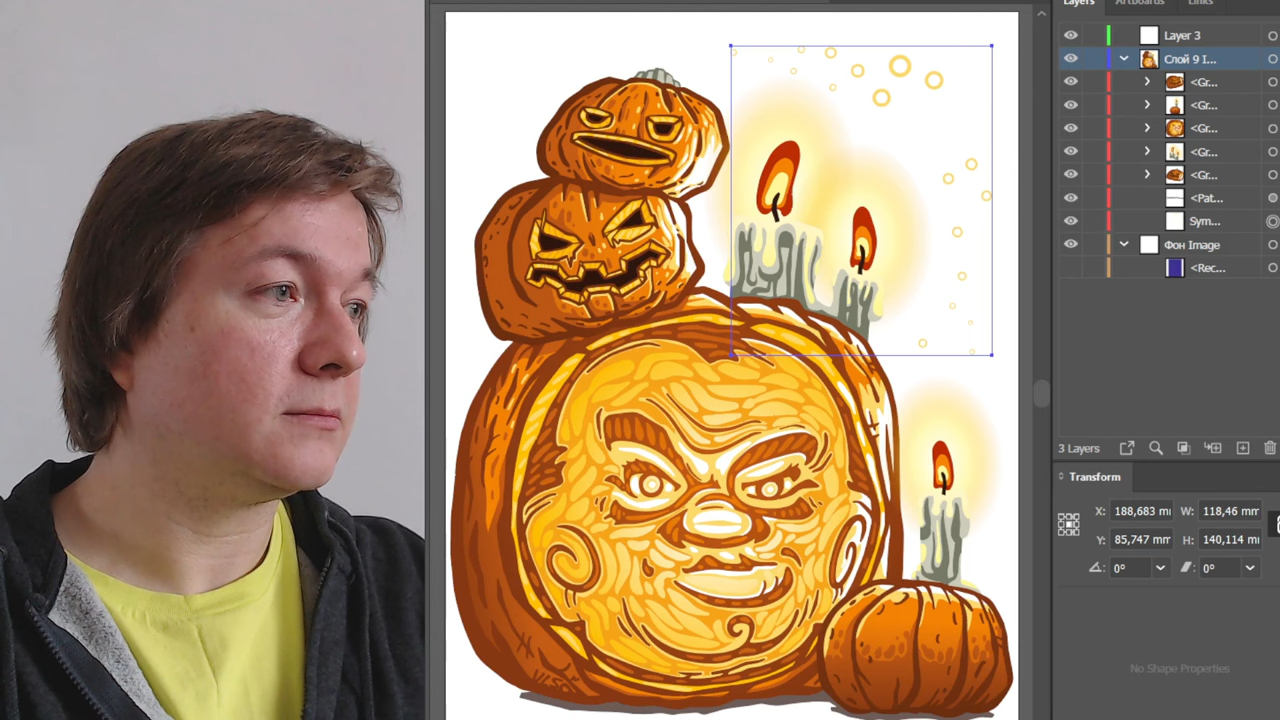 Layers Artboards Links
Layer 3
Слой 9 I...
<Gr...
<Gr...
<Gr...
<Gr...
<Gr...
<Pat...
Sym...
Фон Image
<Rec...
3 Layers
Transform
X: 188,683 mm W: 118,46 mm
Y: 85,747 mm H: 140,114 m
0° 0°
No Shape Properties